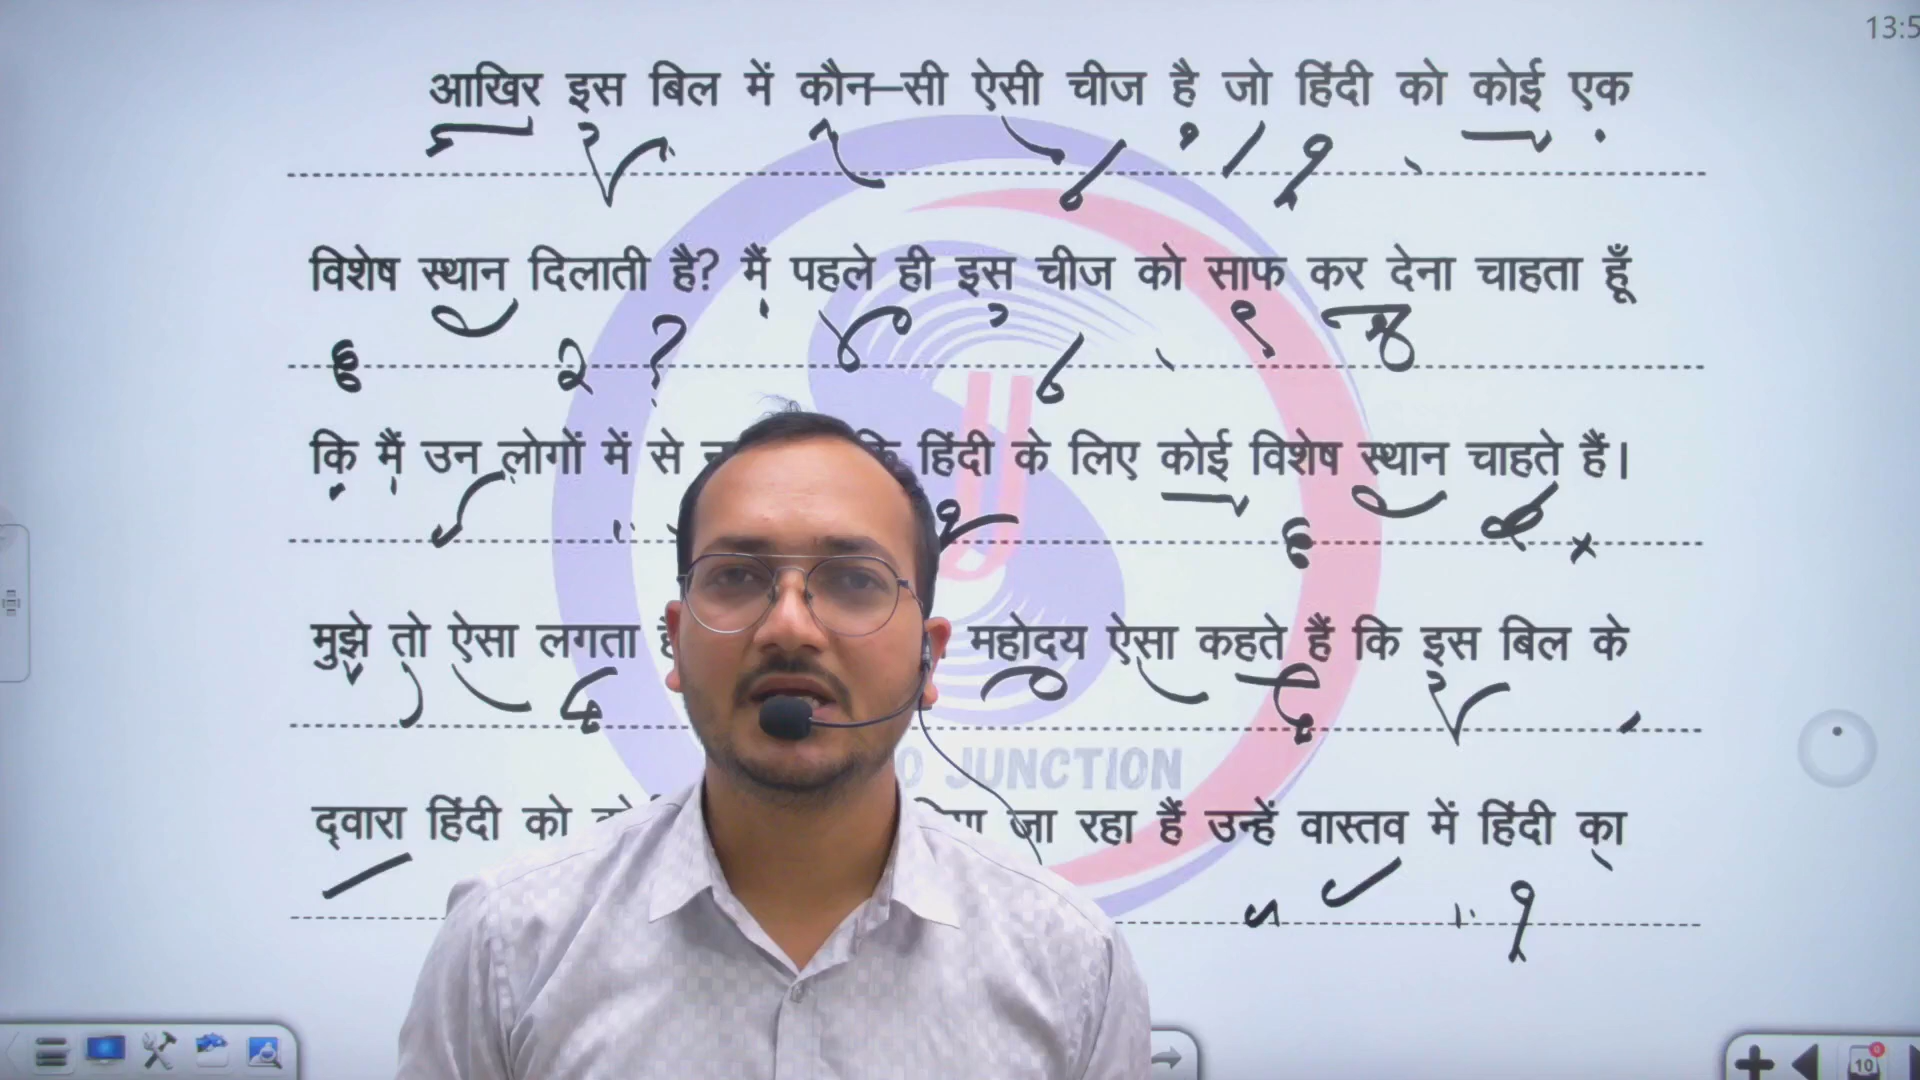 13:5
आखिर इस बिल में कौन–सी ऐसी चीज है जो हिंदी को कोई एक
विशेष स्थान दिलाती है? मैं पहले ही इस चीज को साफ कर देना चाहता हूँ
कि मैं उन लोगों में से हिंदी के लिए कोई विशेष स्थान चाहते हैं।
मुझे तो ऐसा लगता महोदय ऐसा कहते हैं कि इस बिल के
O JUNCTION
द्वारा हिंदी को जा रहा हैं उन्हें वास्तव में हिंदी का
10